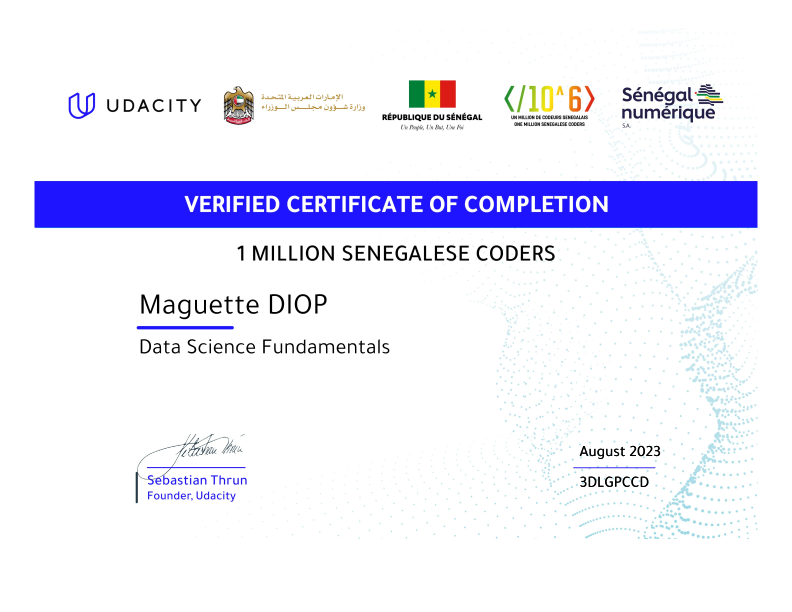 UDACITY
الإمارات العربية المتحدة
وزارة شؤون مجلس الوزراء
RÉPUBLIQUE DU SÉNÉGAL
Un Peuple, Un But, Une Foi
</10^6>
UN MILLION DE CODEURS SENEGALAIS
ONE MILLION SENEGALESE CODERS
Sénégal
numérique
S.A.
VERIFIED CERTIFICATE OF COMPLETION
1 MILLION SENEGALESE CODERS
Maguette DIOP
Data Science Fundamentals
Sebastian Thrun
Sebastian Thrun
Founder, Udacity
August 2023
3DLGPCCD